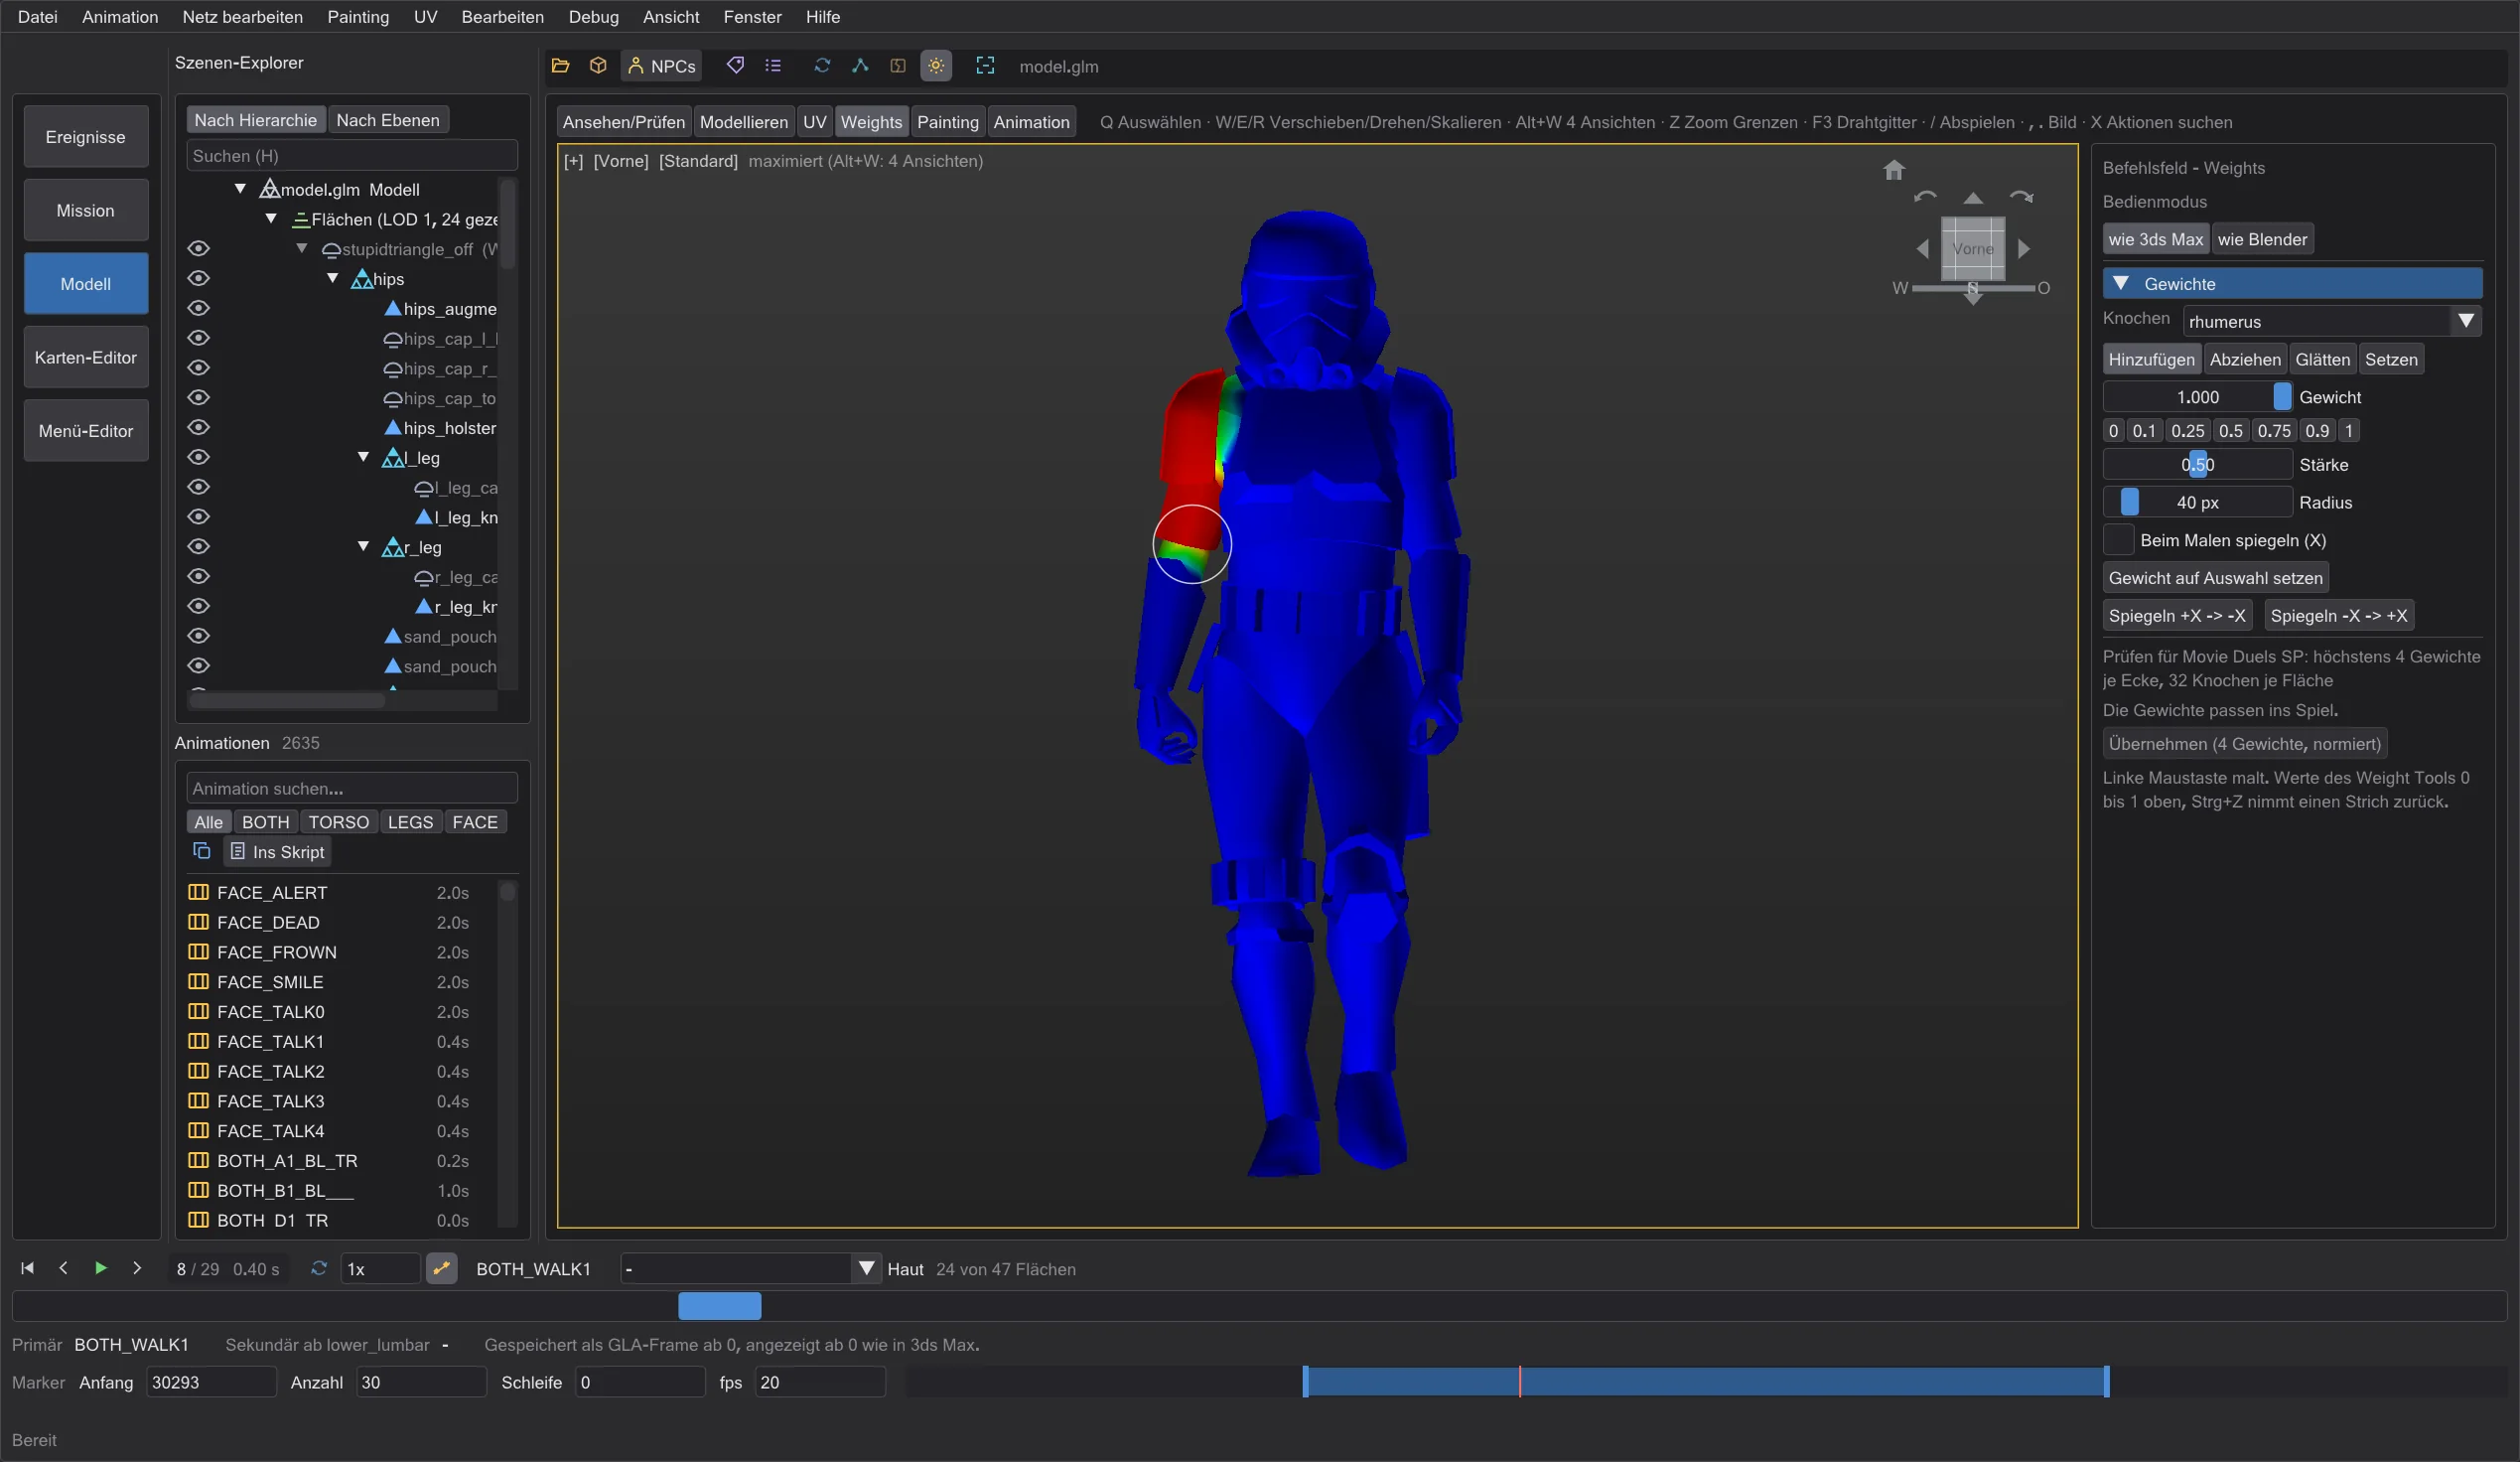 Datei Animation Netz bearbeiten Painting UV Bearbeiten Debug Ansicht Fenster Hilfe
Szenen-Explorer
NPCs
model.glm
Ereignisse
Mission
Modell
Karten-Editor
Menü-Editor
Nach Hierarchie Nach Ebenen
Suchen (H)
model.glm Modell
Flächen (LOD 1, 24 geze
stupidtriangle_off (W
hips
hips_augme
hips_cap_l_l
hips_cap_r_
hips_cap_to
hips_holster
l_leg
l_leg_ca
l_leg_kn
r_leg
r_leg_ca
r_leg_kr
sand_pouch
sand_pouch
Animationen 2635
Animation suchen...
Alle BOTH TORSO LEGS FACE
Ins Skript
FACE_ALERT 2.0s
FACE_DEAD 2.0s
FACE_FROWN 2.0s
FACE_SMILE 2.0s
FACE_TALK0 2.0s
FACE_TALK1 0.4s
FACE_TALK2 0.4s
FACE_TALK3 0.4s
FACE_TALK4 0.4s
BOTH_A1_BL_TR 0.2s
BOTH_B1_BL___ 1.0s
BOTH D1 TR 0.0s
Ansehen/Prüfen Modellieren UV Weights Painting Animation Q Auswählen · W/E/R Verschieben/Drehen/Skalieren · Alt+W 4 Ansichten · Z Zoom Grenzen · F3 Drahtgitter · / Abspielen · , . Bild · X Aktionen suchen
[+] [Vorne] [Standard] maximiert (Alt+W: 4 Ansichten)
Vorne
W S O
Befehlsfeld - Weights
Bedienmodus
wie 3ds Max wie Blender
Gewichte
Knochen rhumerus
Hinzufügen Abziehen Glätten Setzen
1.000 Gewicht
0 0.1 0.25 0.5 0.75 0.9 1
0.50 Stärke
40 px Radius
Beim Malen spiegeln (X)
Gewicht auf Auswahl setzen
Spiegeln +X -> -X Spiegeln -X -> +X
Prüfen für Movie Duels SP: höchstens 4 Gewichte
je Ecke, 32 Knochen je Fläche
Die Gewichte passen ins Spiel.
Übernehmen (4 Gewichte, normiert)
Linke Maustaste malt. Werte des Weight Tools 0
bis 1 oben, Strg+Z nimmt einen Strich zurück.
8 / 29 0.40 s 1x BOTH_WALK1 - Haut 24 von 47 Flächen
Primär BOTH_WALK1 Sekundär ab lower_lumbar - Gespeichert als GLA-Frame ab 0, angezeigt ab 0 wie in 3ds Max.
Marker Anfang 30293 Anzahl 30 Schleife 0 fps 20
Bereit